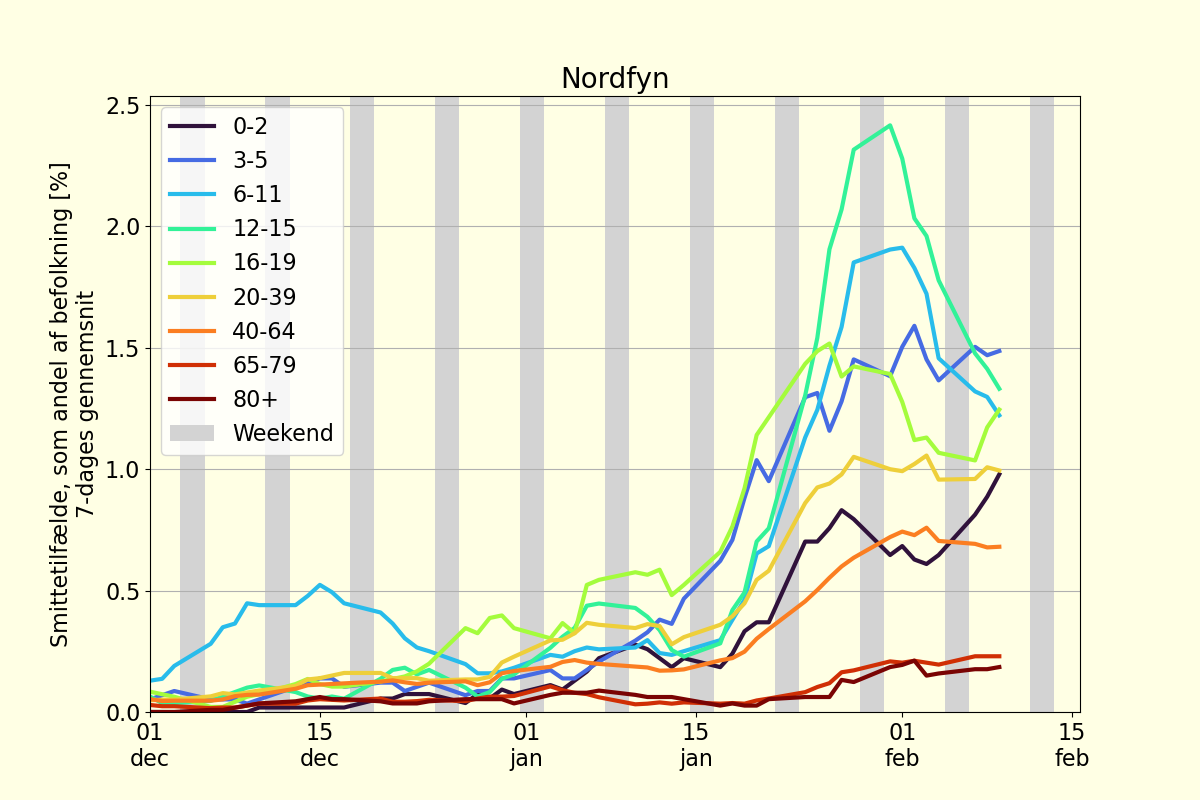 Nordfyn
Smittetilfælde, som andel af befolkning [%]
7-dages gennemsnit
2.5
2.0
1.5
1.0
0.5
0.0
0-2
3-5
6-11
12-15
16-19
20-39
40-64
65-79
80+
Weekend
01 15 01 15 01 15
dec dec jan jan feb feb